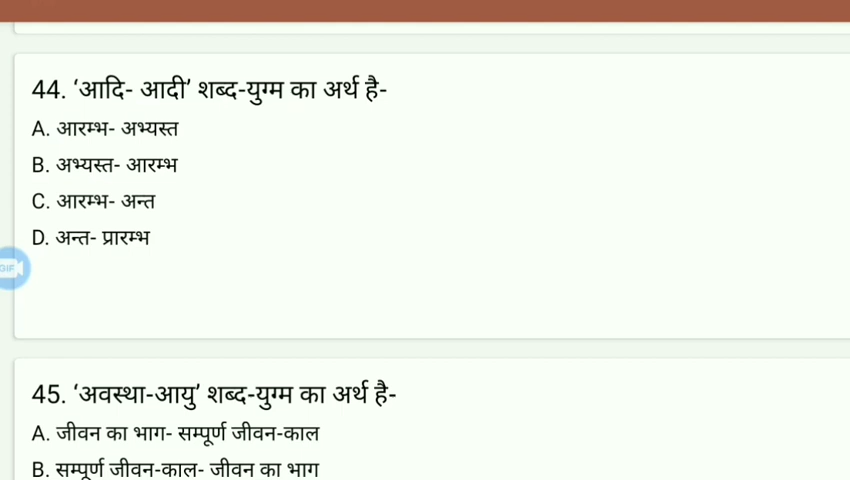 44. ‘आदि- आदी’ शब्द-युग्म का अर्थ है-
A. आरम्भ- अभ्यस्त
B. अभ्यस्त- आरम्भ
C. आरम्भ- अन्त
D. अन्त- प्रारम्भ
GIF
45. ‘अवस्था-आयु’ शब्द-युग्म का अर्थ है-
A. जीवन का भाग- सम्पूर्ण जीवन-काल
B. सम्पूर्ण जीवन-काल- जीवन का भाग